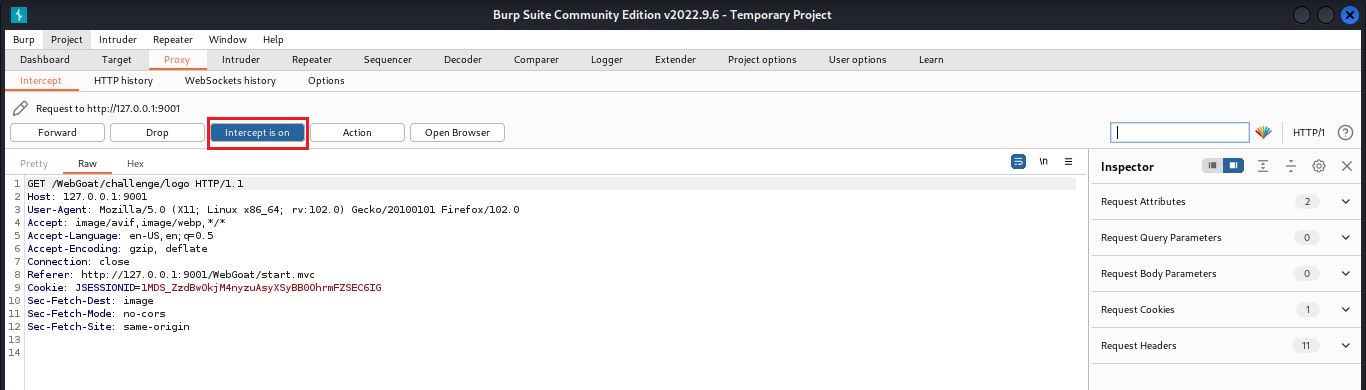 Burp Suite Community Edition v2022.9.6 - Temporary Project
Burp Project Intruder Repeater Window Help
Dashboard Target Proxy Intruder Repeater Sequencer Decoder Comparer Logger Extender Project options User options Learn
Intercept HTTP history WebSockets history Options
Request to http://127.0.0.1:9001
Forward Drop Intercept is on Action Open Browser HTTP/1 ?
Pretty Raw Hex \n
Inspector
1 GET /WebGoat/challenge/logo HTTP/1.1
2 Host: 127.0.0.1:9001
3 User-Agent: Mozilla/5.0 (X11; Linux x86_64; rv:102.0) Gecko/20100101 Firefox/102.0
4 Accept: image/avif,image/webp,*/*
5 Accept-Language: en-US,en;q=0.5
6 Accept-Encoding: gzip, deflate
7 Connection: close
8 Referer: http://127.0.0.1:9001/WebGoat/start.mvc
9 Cookie: JSESSIONID=1MDS_ZzdBwOkjM4nyzuAsyXSyBB0OhrmFZSEC6IG
10 Sec-Fetch-Dest: image
11 Sec-Fetch-Mode: no-cors
12 Sec-Fetch-Site: same-origin
13
14
Request Attributes 2
Request Query Parameters 0
Request Body Parameters 0
Request Cookies 1
Request Headers 11